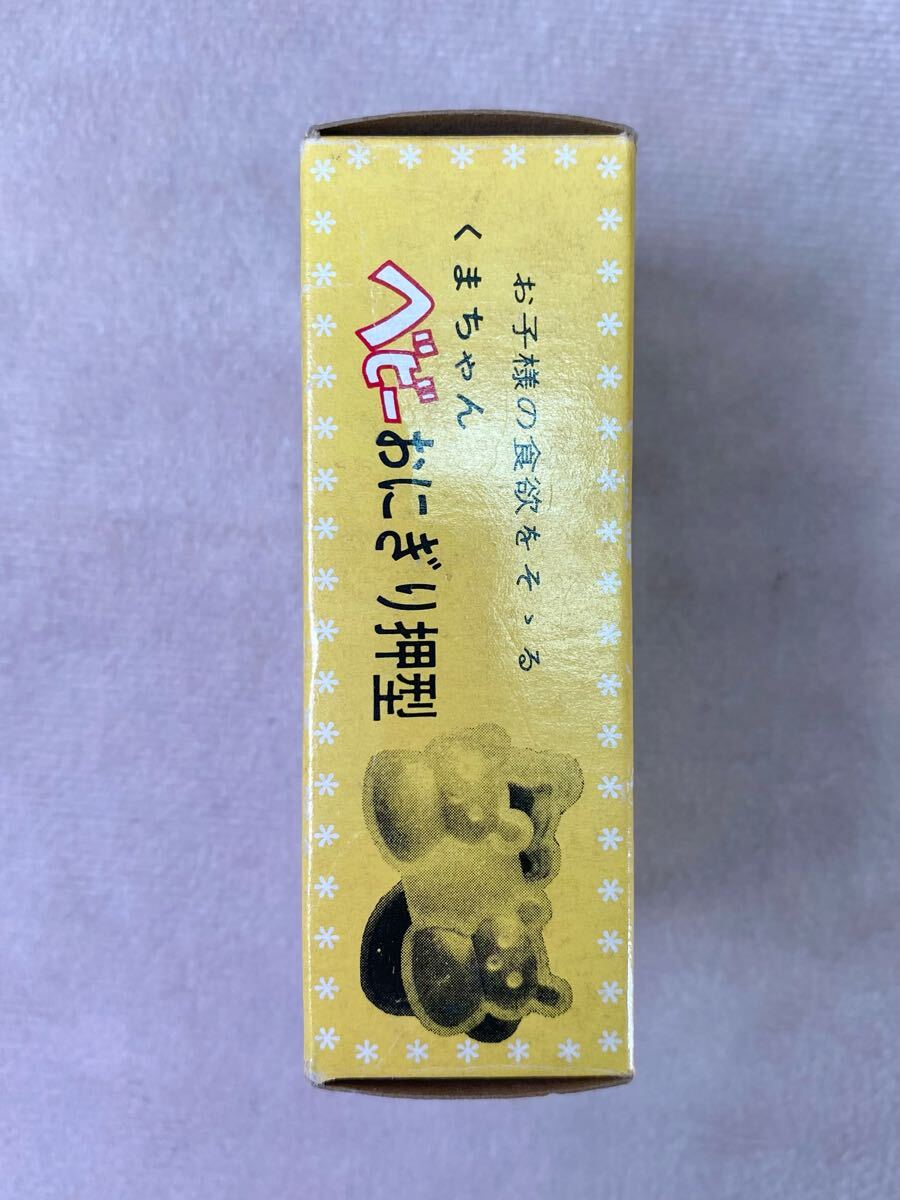 お子様の食欲をそゝる
くまちゃん
ベビーおにぎり押型